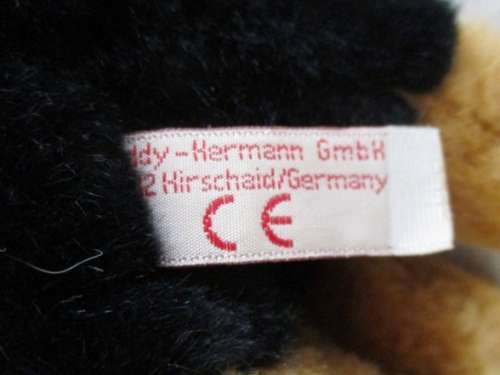 ddy-Hermann GmbH
2 Hirschaid/Germany
CE